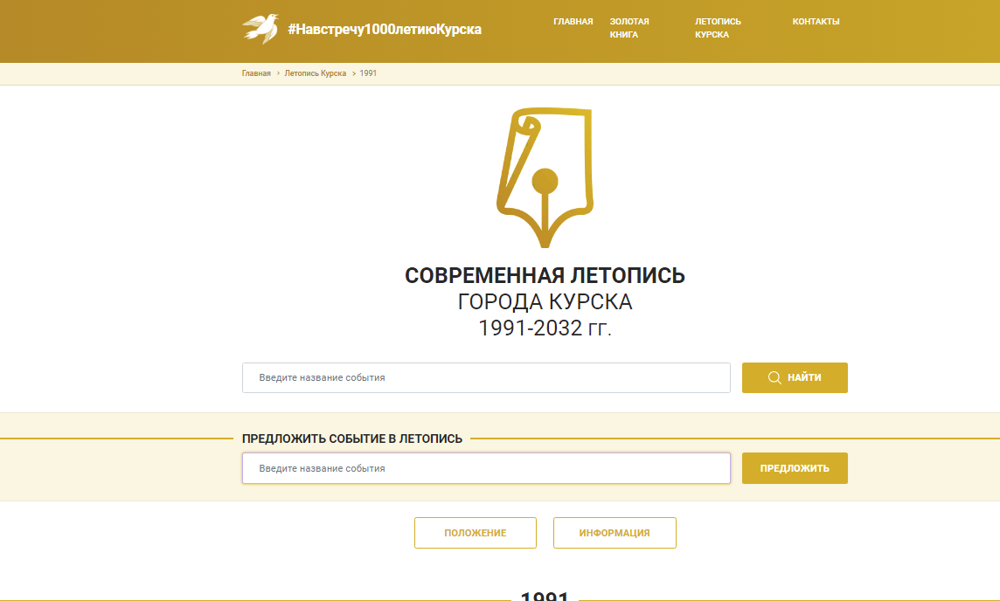 #Навстречу1000летиюКурска
ГЛАВНАЯ
ЗОЛОТАЯ
КНИГА
ЛЕТОПИСЬ
КУРСКА
КОНТАКТЫ
Главная › Летопись Курска › 1991
СОВРЕМЕННАЯ ЛЕТОПИСЬ
ГОРОДА КУРСКА
1991-2032 гг.
Введите название события
НАЙТИ
ПРЕДЛОЖИТЬ СОБЫТИЕ В ЛЕТОПИСЬ
Введите название события
ПРЕДЛОЖИТЬ
ПОЛОЖЕНИЕ
ИНФОРМАЦИЯ
1991